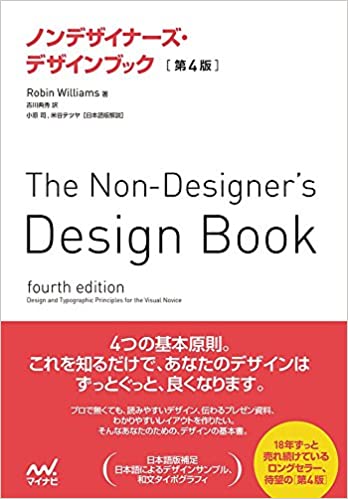 ノンデザイナーズ・
デザインブック [第4版]
Robin Williams 著
吉川典秀 訳
小原 司、米谷テツヤ [日本語版解説]
The Non-Designer's
Design Book
fourth edition
Design and Typographic Principles for the Visual Novice
4つの基本原則。
これを知るだけで、あなたのデザインは
ずっとぐっと、良くなります。
プロで無くても、読みやすいデザイン、伝わるプレゼン資料、
わかりやすいレイアウトを作りたい。
そんなあなたのための、デザインの基本書。
日本語版補足
日本語によるデザインサンプル、
和文タイポグラフィ
18年ずっと
売れ続けている
ロングセラー、
待望の[第4版]
マイナビ